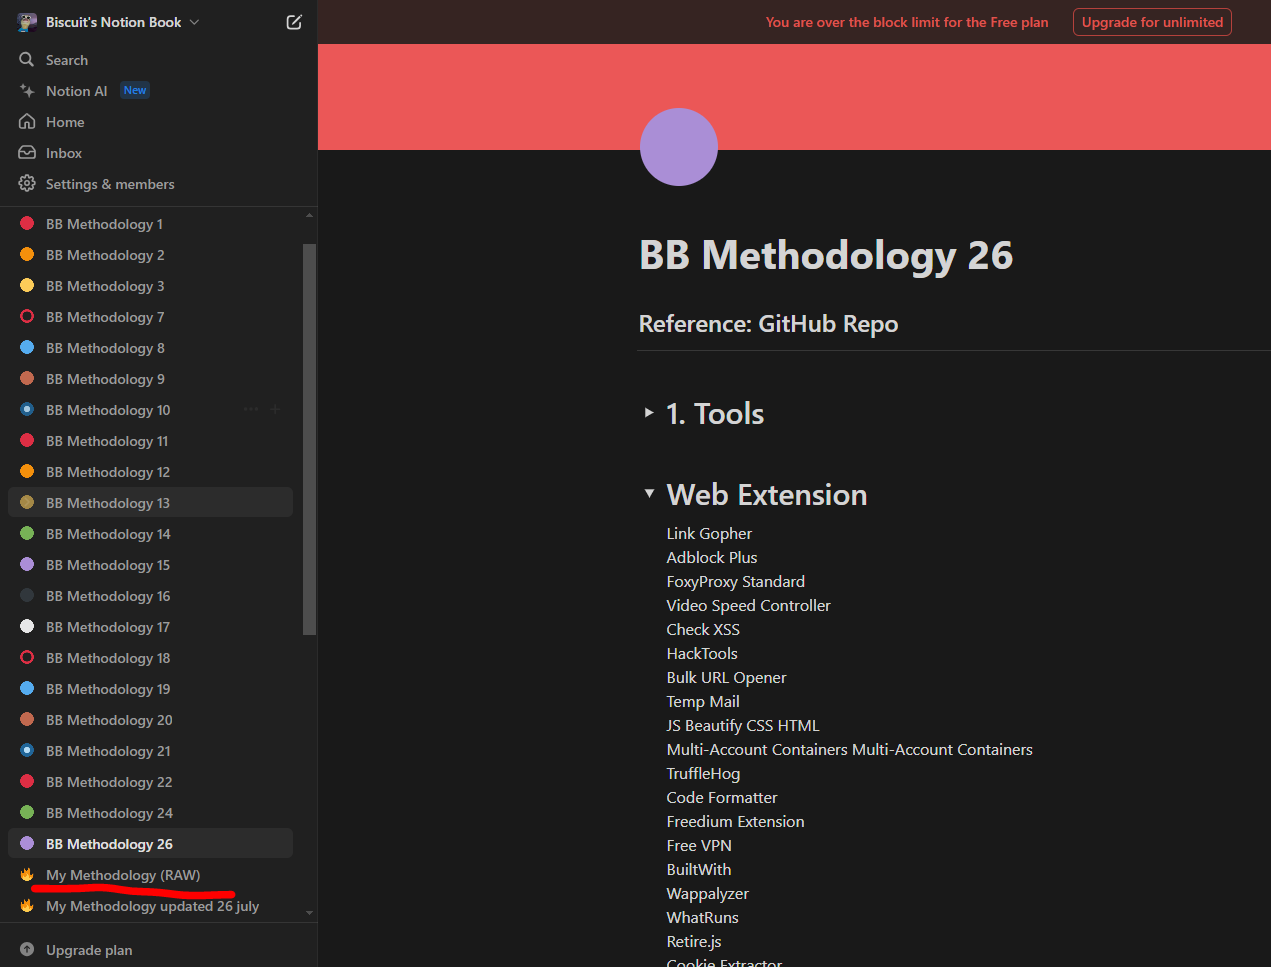 Biscuit's Notion Book
Search
Notion AI New
Home
Inbox
Settings & members
BB Methodology 1
BB Methodology 2
BB Methodology 3
BB Methodology 7
BB Methodology 8
BB Methodology 9
BB Methodology 10
BB Methodology 11
BB Methodology 12
BB Methodology 13
BB Methodology 14
BB Methodology 15
BB Methodology 16
BB Methodology 17
BB Methodology 18
BB Methodology 19
BB Methodology 20
BB Methodology 21
BB Methodology 22
BB Methodology 24
BB Methodology 26
My Methodology (RAW)
My Methodology updated 26 july
Upgrade plan
You are over the block limit for the Free plan
Upgrade for unlimited
BB Methodology 26
Reference: GitHub Repo
1. Tools
Web Extension
Link Gopher
Adblock Plus
FoxyProxy Standard
Video Speed Controller
Check XSS
HackTools
Bulk URL Opener
Temp Mail
JS Beautify CSS HTML
Multi-Account Containers Multi-Account Containers
TruffleHog
Code Formatter
Freedium Extension
Free VPN
BuiltWith
Wappalyzer
WhatRuns
Retire.js
Cookie Extractor